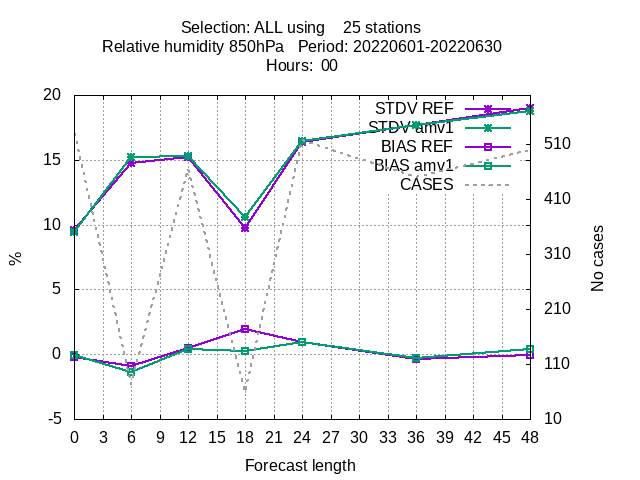 Selection: ALL using    25 stations
Relative humidity 850hPa   Period: 20220601-20220630
Hours:  00
STDV REF
STDV amv1
BIAS REF
BIAS amv1
CASES
20
15
10
5
0
-5
%
510
410
310
210
110
10
No cases
0 3 6 9 12 15 18 21 24 27 30 33 36 39 42 45 48
Forecast length